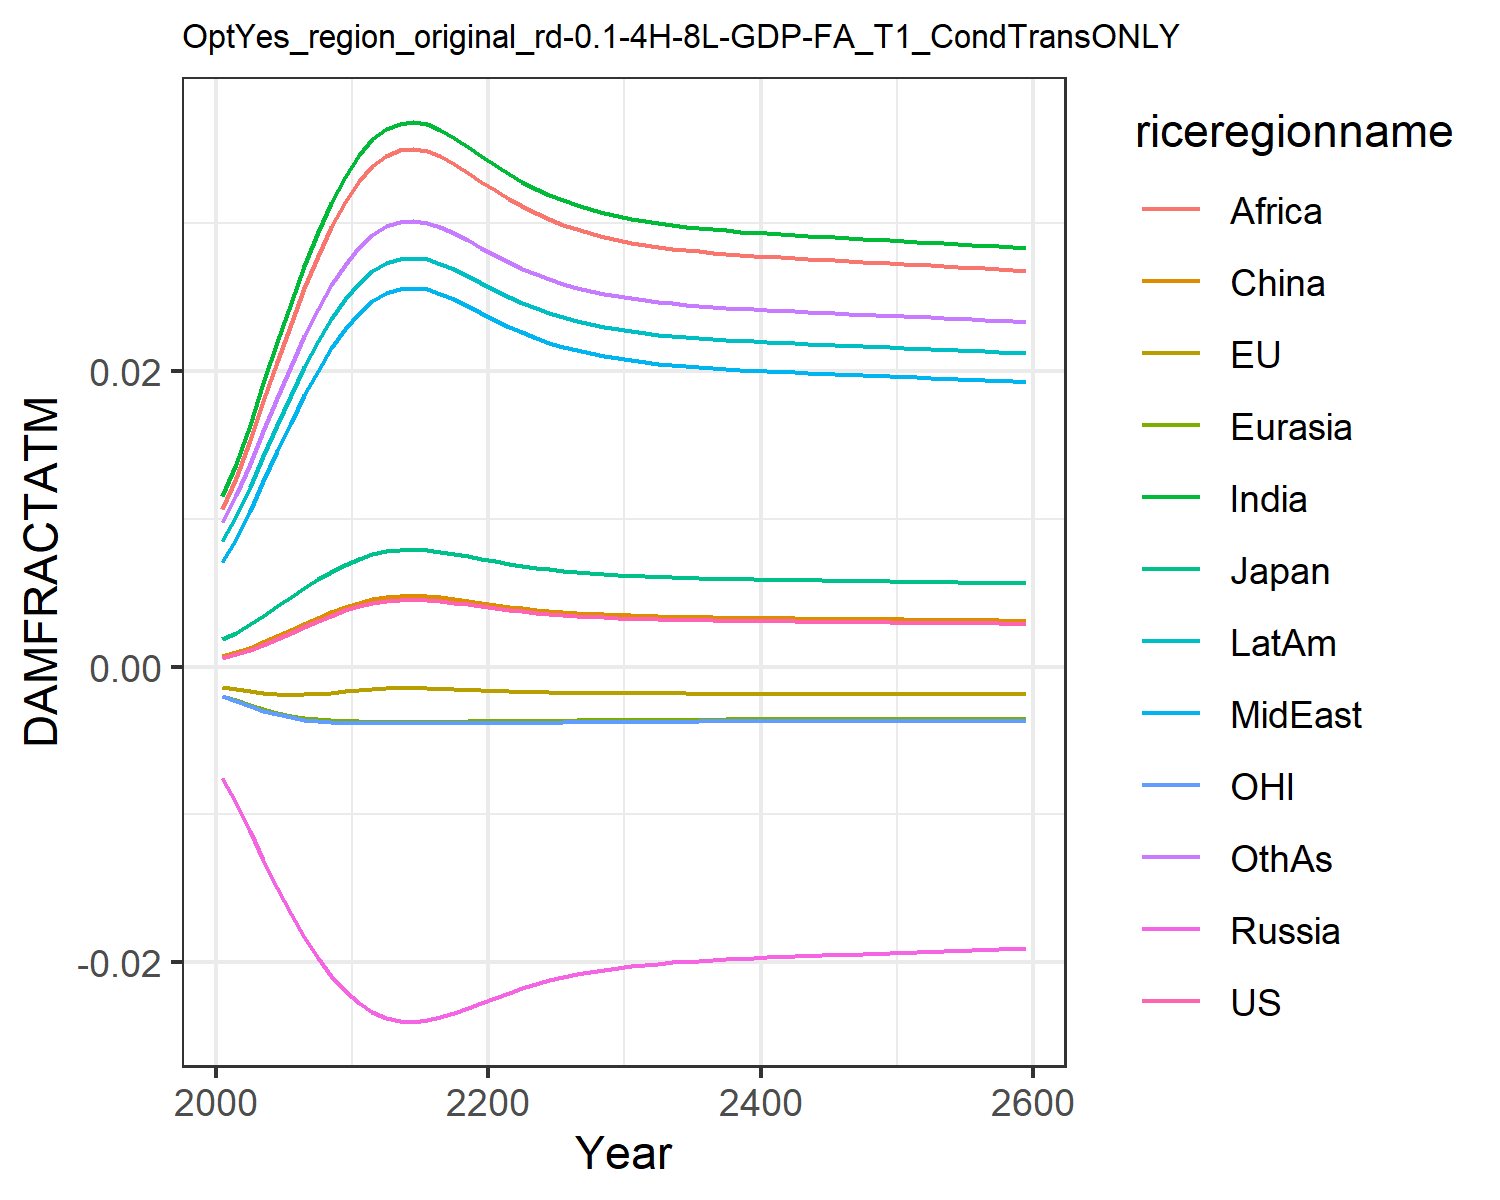 OptYes_region_original_rd-0.1-4H-8L-GDP-FA_T1_CondTransONLY
DAMFRACTATM
0.02
0.00
-0.02
2000 2200 2400 2600
Year
riceregionname
Africa
China
EU
Eurasia
India
Japan
LatAm
MidEast
OHI
OthAs
Russia
US